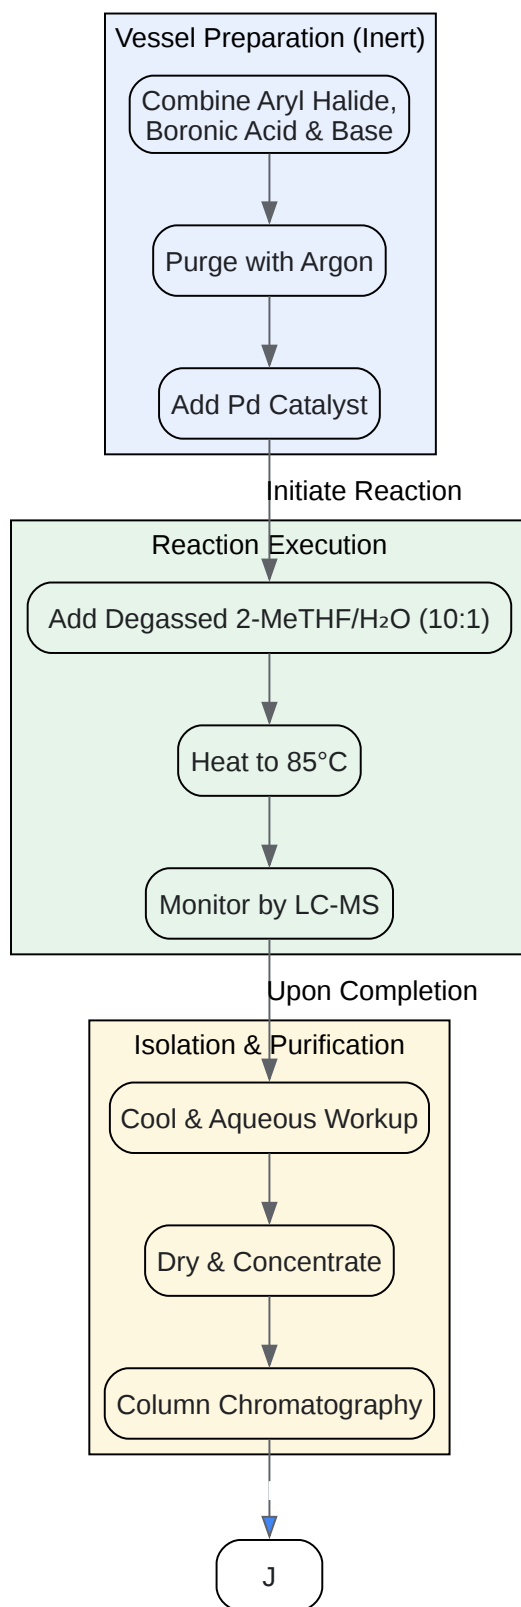 Vessel Preparation (Inert)
Combine Aryl Halide,
Boronic Acid & Base
Purge with Argon
Add Pd Catalyst
Initiate Reaction
Reaction Execution
Add Degassed 2-MeTHF/H₂O (10:1)
Heat to 85°C
Monitor by LC-MS
Upon Completion
Isolation & Purification
Cool & Aqueous Workup
Dry & Concentrate
Column Chromatography
J